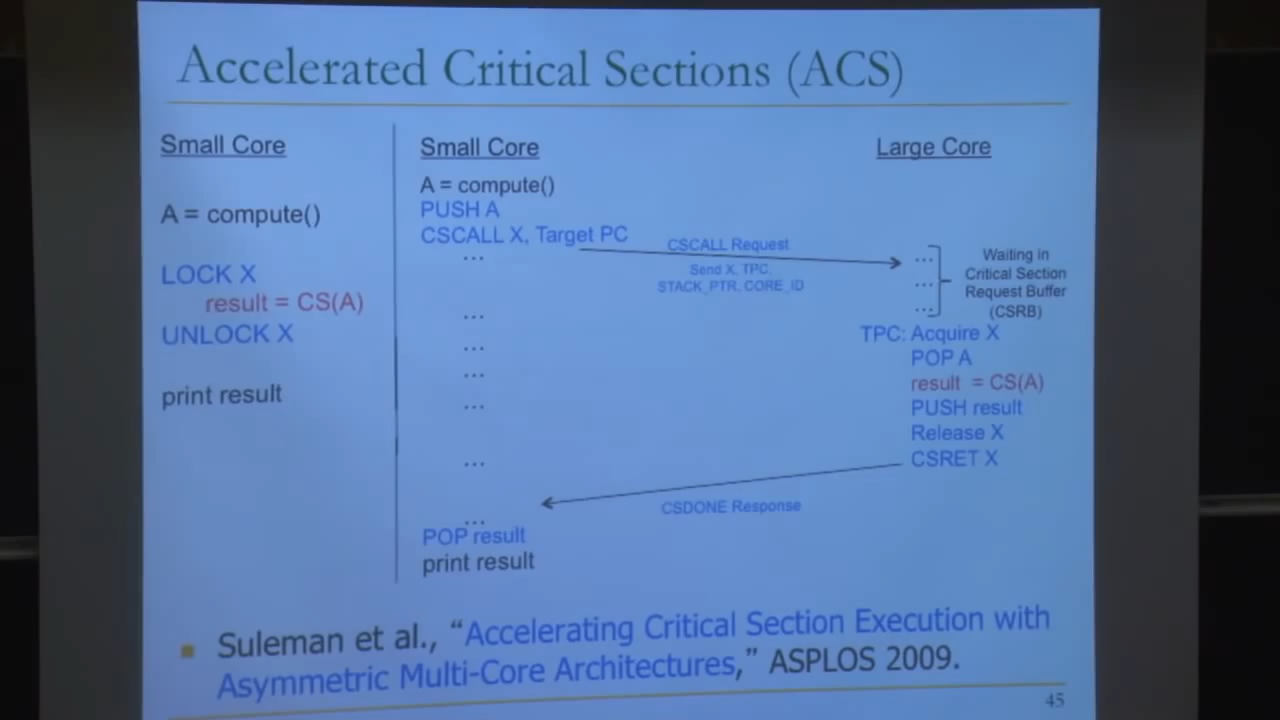 Accelerated Critical Sections (ACS)
Small Core
A = compute()
LOCK X
result = CS(A)
UNLOCK X
print result
Small Core
A = compute()
PUSH A
CSCALL X, Target PC
…
…
…
…
…
…
…
POP result
print result
CSCALL Request
Send X, TPC,
STACK_PTR, CORE_ID
CSDONE Response
Large Core
…
…
…
Waiting in
Critical Section
Request Buffer
(CSRB)
TPC: Acquire X
POP A
result = CS(A)
PUSH result
Release X
CSRET X
Suleman et al., “Accelerating Critical Section Execution with
Asymmetric Multi-Core Architectures,” ASPLOS 2009.
45